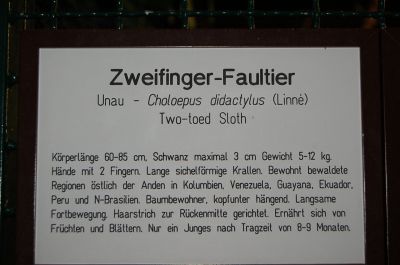 Zweifinger-Faultier
Unau - Choloepus didactylus (Linné)
Two-toed Sloth
Körperlänge 60-85 cm, Schwanz maximal 3 cm Gewicht 5-12 kg.
Hände mit 2 Fingern. Lange sichelförmige Krallen. Bewohnt bewaldete
Regionen östlich der Anden in Kolumbien, Venezuela, Guayana, Ekuador,
Peru und N-Brasilien. Baumbewohner, kopfunter hängend. Langsame
Fortbewegung. Haarstrich zur Rückenmitte gerichtet. Ernährt sich von
Früchten und Blättern. Nur ein Junges nach Tragzeit von 8-9 Monaten.